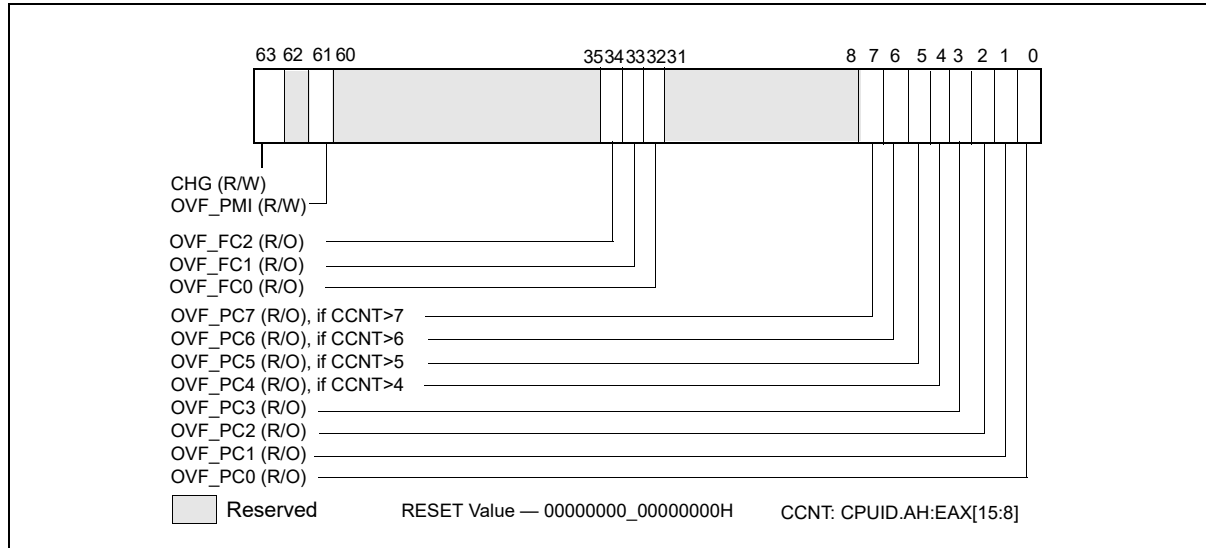 63 62 61 60 35 34 33 32 31 8 7 6 5 4 3 2 1 0
CHG (R/W)
OVF_PMI (R/W)
OVF_FC2 (R/O)
OVF_FC1 (R/O)
OVF_FC0 (R/O)
OVF_PC7 (R/O), if CCNT>7
OVF_PC6 (R/O), if CCNT>6
OVF_PC5 (R/O), if CCNT>5
OVF_PC4 (R/O), if CCNT>4
OVF_PC3 (R/O)
OVF_PC2 (R/O)
OVF_PC1 (R/O)
OVF_PC0 (R/O)
Reserved RESET Value — 00000000_00000000H CCNT: CPUID.AH:EAX[15:8]